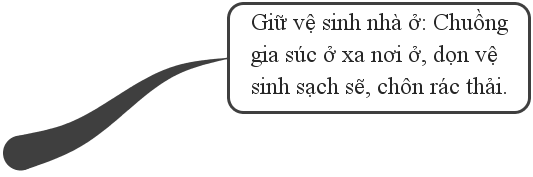 Giữ vệ sinh nhà ở: Chuồng
gia súc ở xa nơi ở, dọn vệ
sinh sạch sẽ, chôn rác thải.